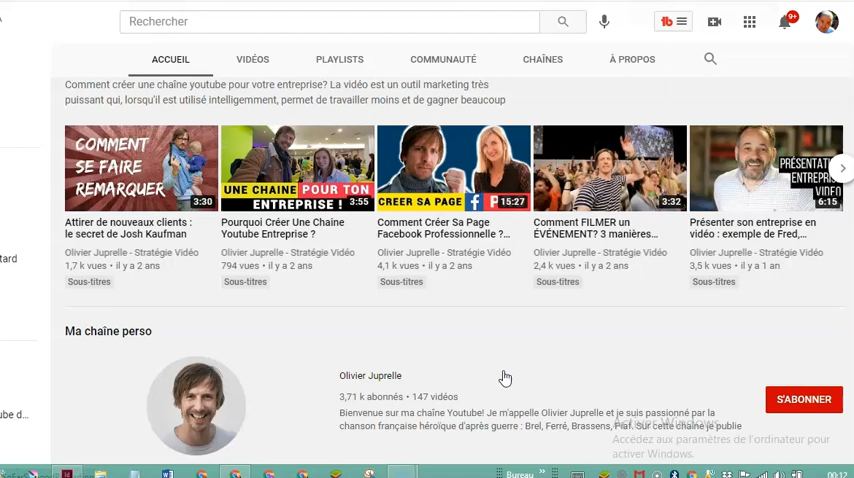 Rechercher
9+
ACCUEIL
VIDÉOS
PLAYLISTS
COMMUNAUTÉ
CHAÎNES
À PROPOS
Comment créer une chaîne youtube pour votre entreprise? La vidéo est un outil marketing très
puissant qui, lorsqu'il est utilisé intelligemment, permet de travailler moins et de gagner beaucoup
COMMENT
SE FAIRE
REMARQUER
3:30
UNE CHAINE POUR TON
ENTREPRISE !
3:55
CREER SA PAGE
15:27
3:32
PRÉSENTATION
ENTREPRISE
VIDEO
6:15
Attirer de nouveaux clients :
le secret de Josh Kaufman
Olivier Juprelle - Stratégie Vidéo
1,7 k vues • il y a 2 ans
Sous-titres
Pourquoi Créer Une Chaine
Youtube Entreprise ?
Olivier Juprelle - Stratégie Vidéo
794 vues • il y a 2 ans
Sous-titres
Comment Créer Sa Page
Facebook Professionnelle ?...
Olivier Juprelle - Stratégie Vidéo
4,1 k vues • il y a 2 ans
Sous-titres
Comment FILMER un
ÉVÉNEMENT? 3 manières...
Olivier Juprelle - Stratégie Vidéo
2,4 k vues • il y a 2 ans
Sous-titres
Présenter son entreprise en
vidéo : exemple de Fred,...
Olivier Juprelle - Stratégie Vidéo
3,5 k vues • il y a 1 an
Sous-titres
tard
Ma chaîne perso
Olivier Juprelle
3,71 k abonnés • 147 vidéos
Bienvenue sur ma chaîne Youtube! Je m'appelle Olivier Juprelle et je suis passionné par la
chanson française héroïque d'après guerre : Brel, Ferré, Brassens, Piaf. Sur cette chaîne je publie
S'ABONNER
ube d...
Activer Windows
Accédez aux paramètres de l'ordinateur pour
activer Windows.
Bureau
00:12